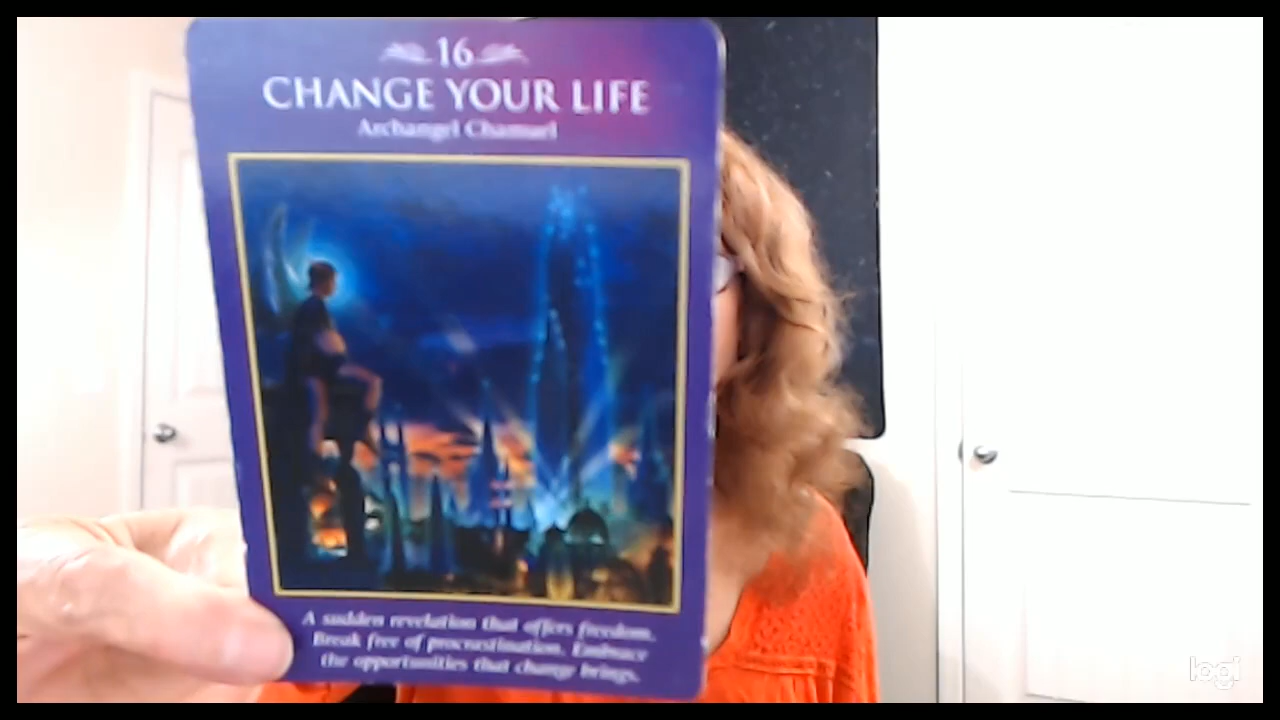 16
CHANGE YOUR LIFE
Archangel Chamuel
A sudden revelation that offers freedom.
Break free of procrastination. Embrace
the opportunities that change brings.
logi